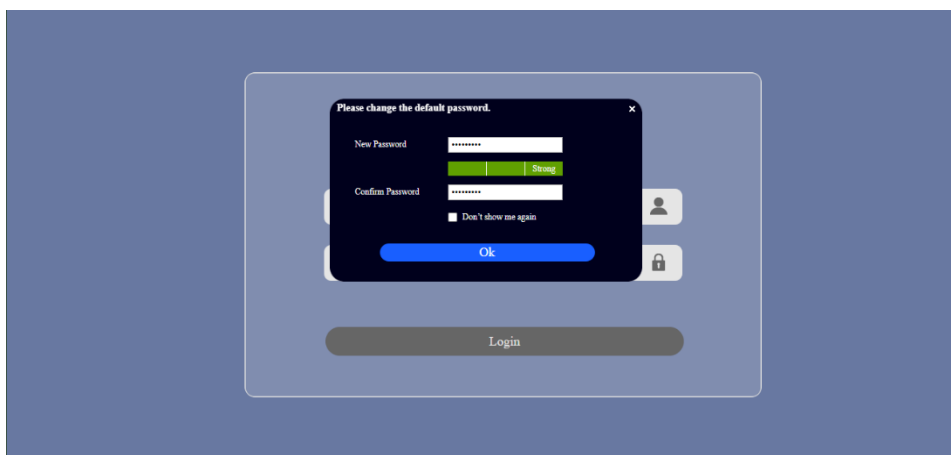 Please change the default password.
×
New Password
•••••••••
Strong
Confirm Password
•••••••••
Don't show me again
Ok
Login